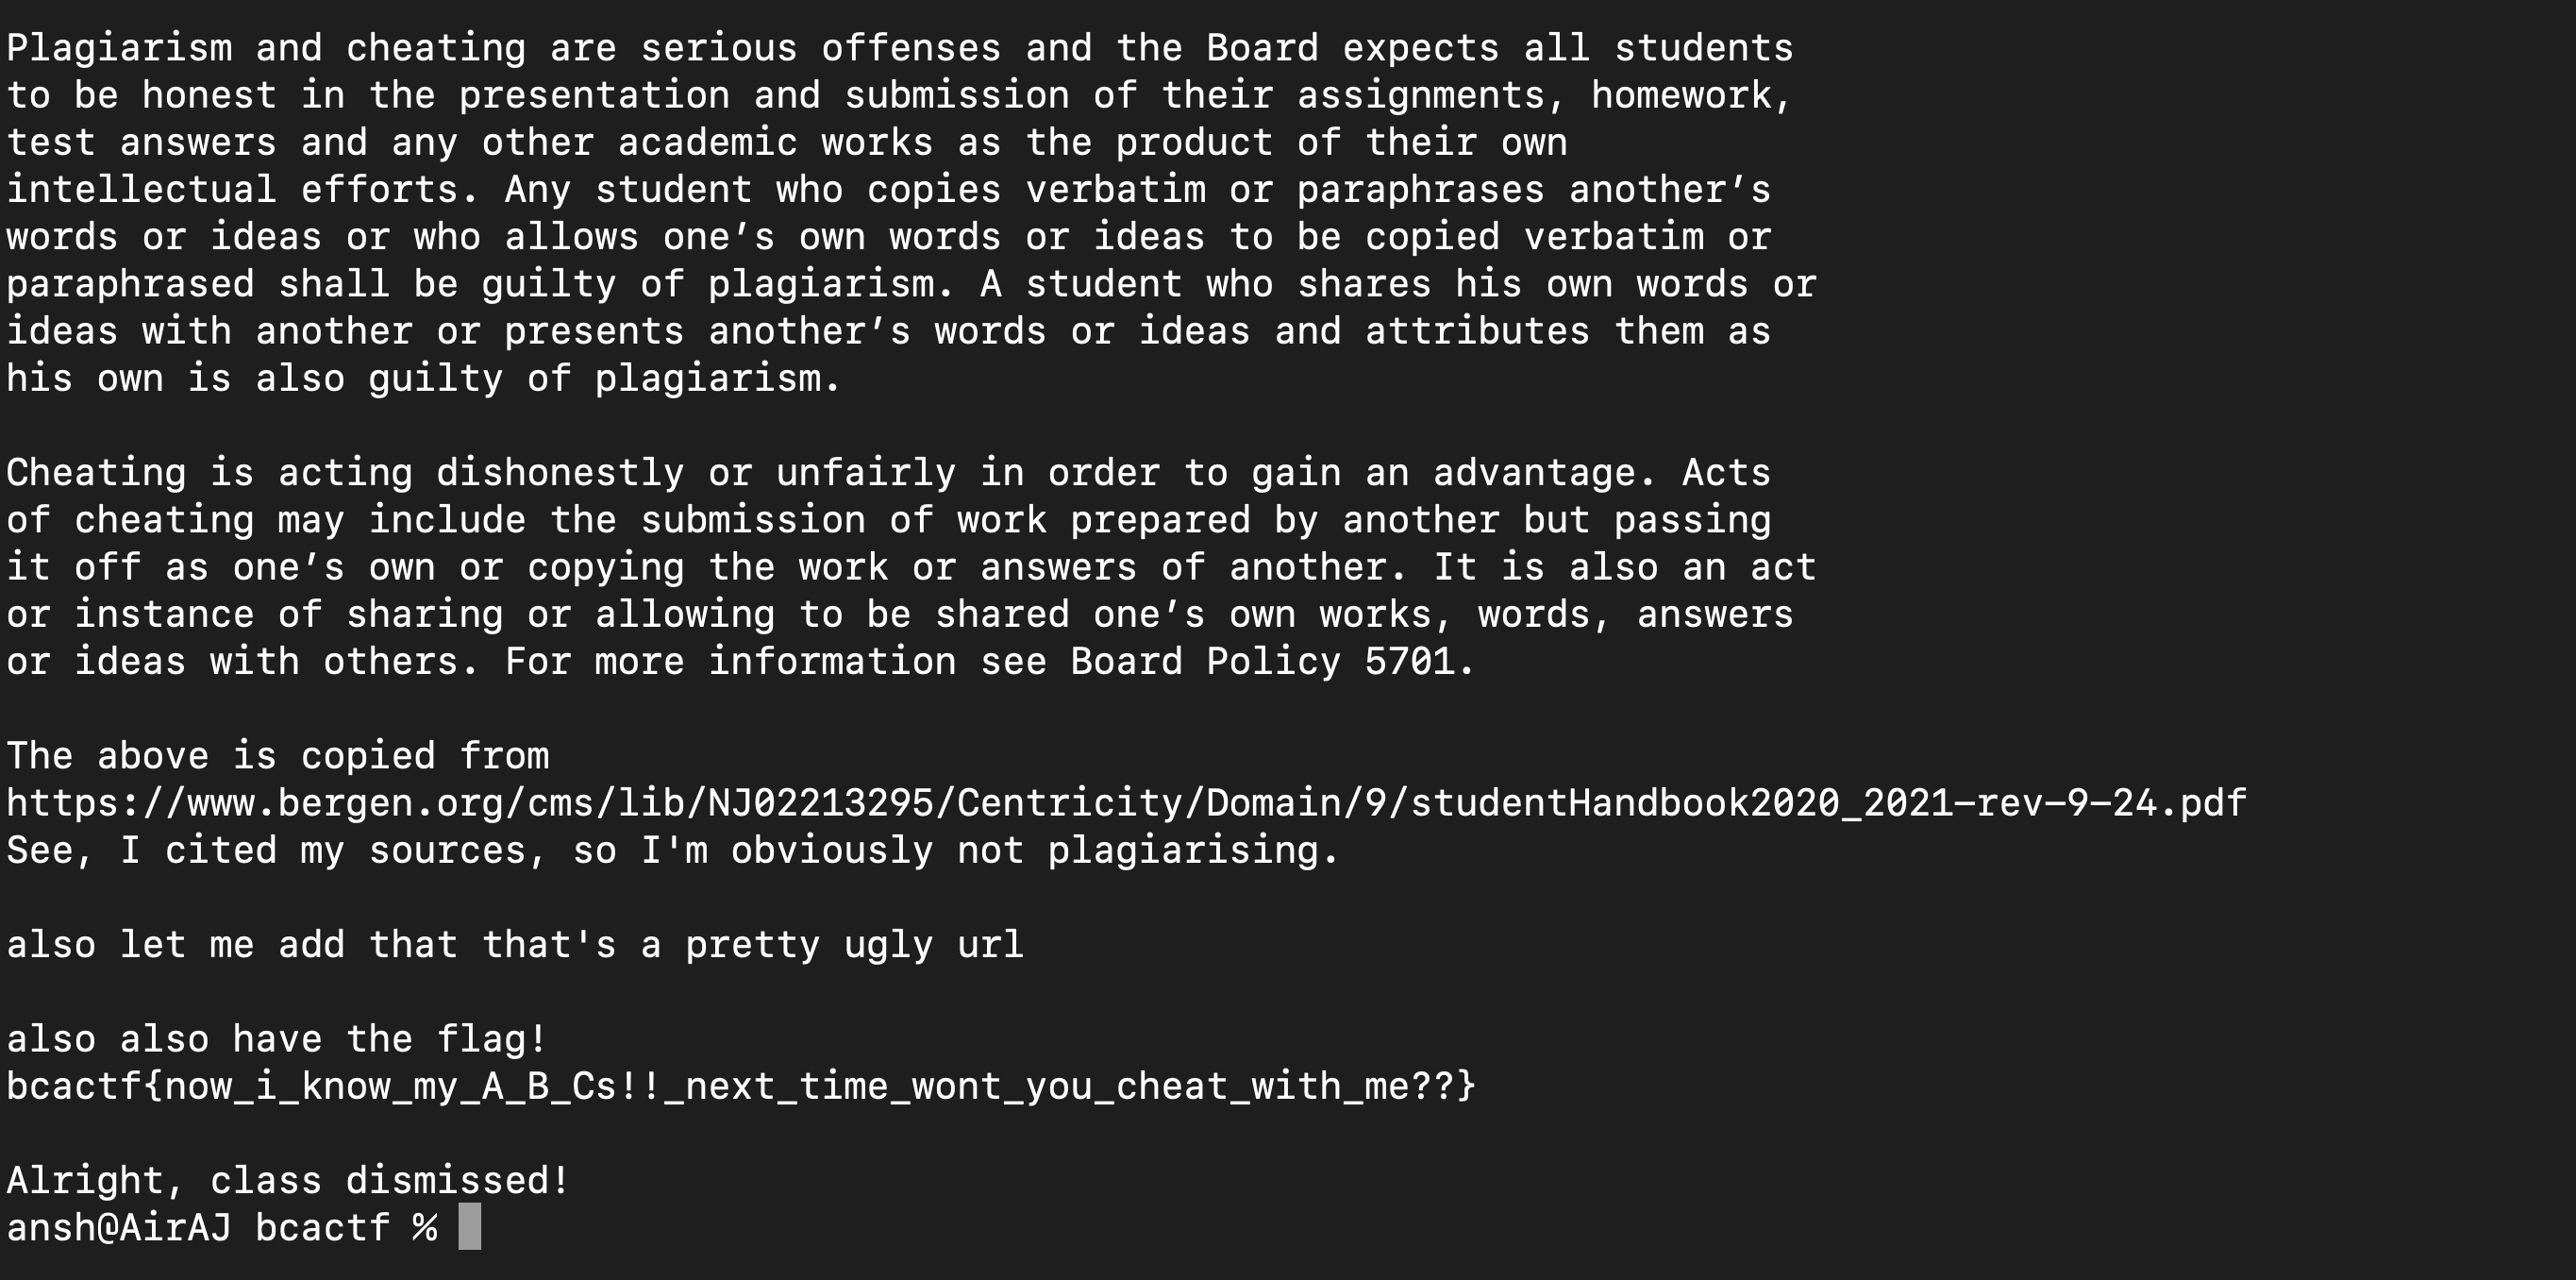 Plagiarism and cheating are serious offenses and the Board expects all students
to be honest in the presentation and submission of their assignments, homework,
test answers and any other academic works as the product of their own
intellectual efforts. Any student who copies verbatim or paraphrases another’s
words or ideas or who allows one’s own words or ideas to be copied verbatim or
paraphrased shall be guilty of plagiarism. A student who shares his own words or
ideas with another or presents another’s words or ideas and attributes them as
his own is also guilty of plagiarism.

Cheating is acting dishonestly or unfairly in order to gain an advantage. Acts
of cheating may include the submission of work prepared by another but passing
it off as one’s own or copying the work or answers of another. It is also an act
or instance of sharing or allowing to be shared one’s own works, words, answers
or ideas with others. For more information see Board Policy 5701.

The above is copied from
https://www.bergen.org/cms/lib/NJ02213295/Centricity/Domain/9/studentHandbook2020_2021-rev-9-24.pdf
See, I cited my sources, so I'm obviously not plagiarising.

also let me add that that's a pretty ugly url

also also have the flag!
bcactf{now_i_know_my_A_B_Cs!!_next_time_wont_you_cheat_with_me??}

Alright, class dismissed!
ansh@AirAJ bcactf %